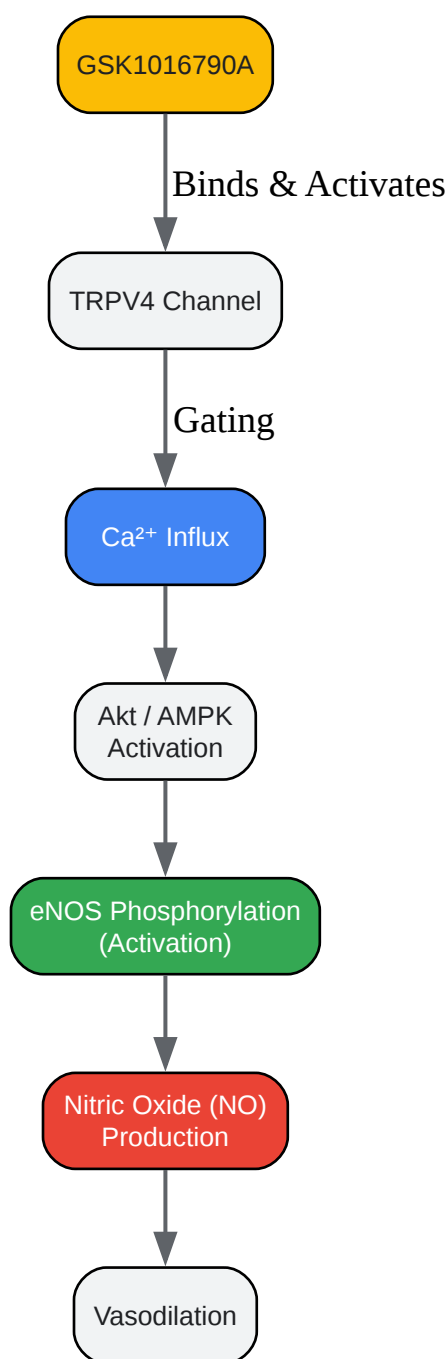 GSK1016790A
Binds & Activates
TRPV4 Channel
Gating
Ca²⁺ Influx
Akt / AMPK
Activation
eNOS Phosphorylation
(Activation)
Nitric Oxide (NO)
Production
Vasodilation